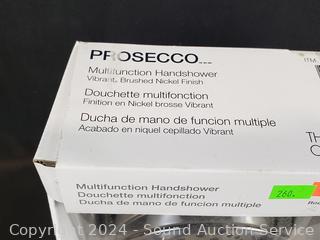 PROSECCO...
ITM.
Multifunction Handshower
Vibrant. Brushed Nickel Finish
Douchette multifonction
Finition en Nickel brosse Vibrant
Ducha de mano de funcion multiple
Acabado en niquel cepillado Vibrant
TH
Multifunction Handshower
Douchette multifonction
Ducha de mano de funcion multiple
260.
Copyright 2024 - Sound Auction Service